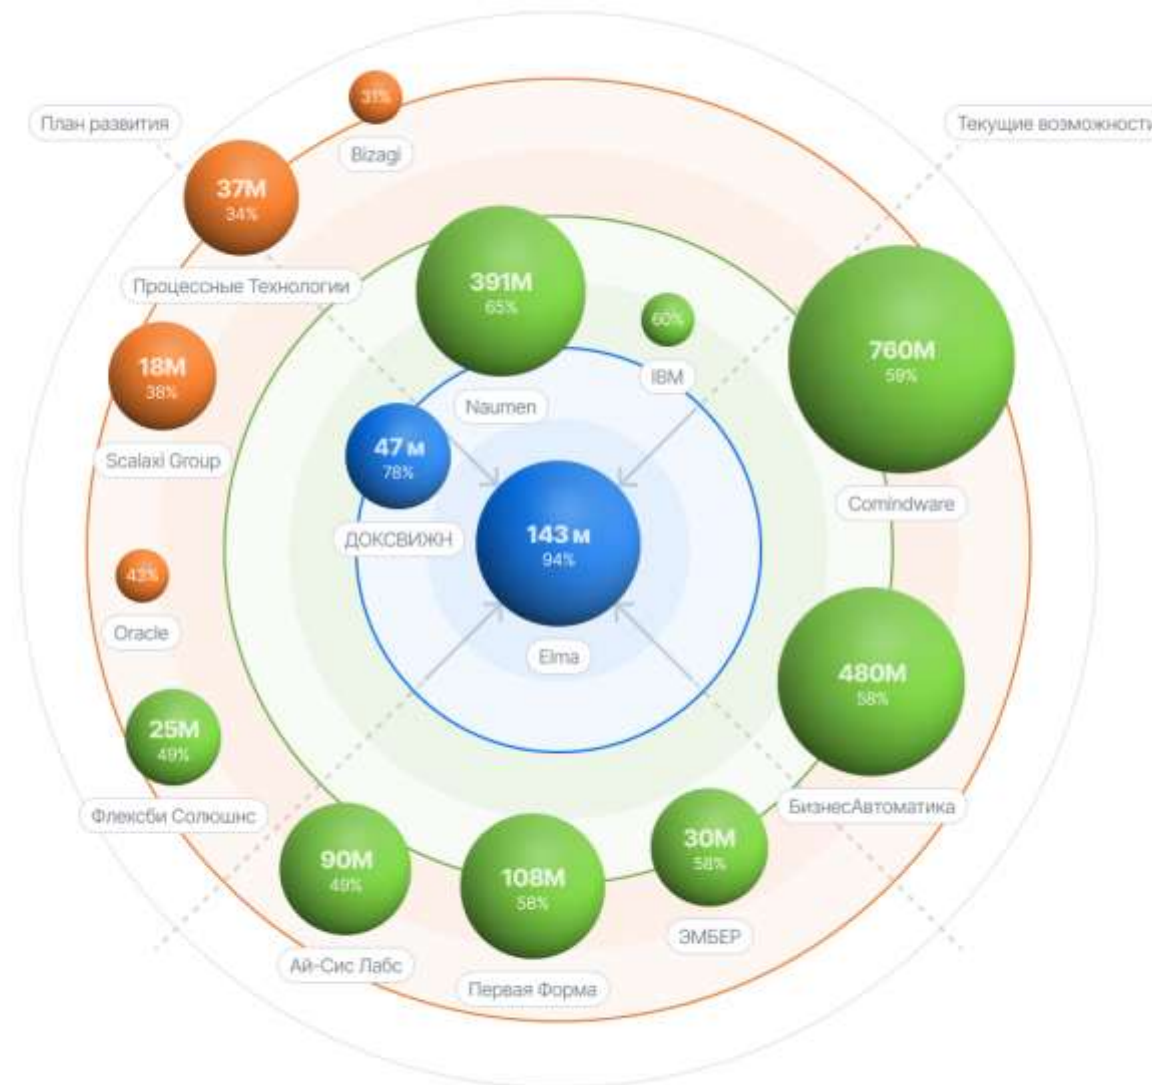 31%
План развития
Текущие возможности
Bizagi
37M
34%
391M
65%
Процессные Технологии
60%
760M
59%
18M
38%
IBM
Naumen
47 м
78%
Scalaxi Group
Comindware
143 м
94%
ДОКСВИЖН
43%
Oracle
Elma
480M
58%
25M
49%
БизнесАвтоматика
Флексби Солюшнс
30M
58%
90M
49%
108M
58%
ЭМБЕР
Ай-Сис Лабс
Первая Форма